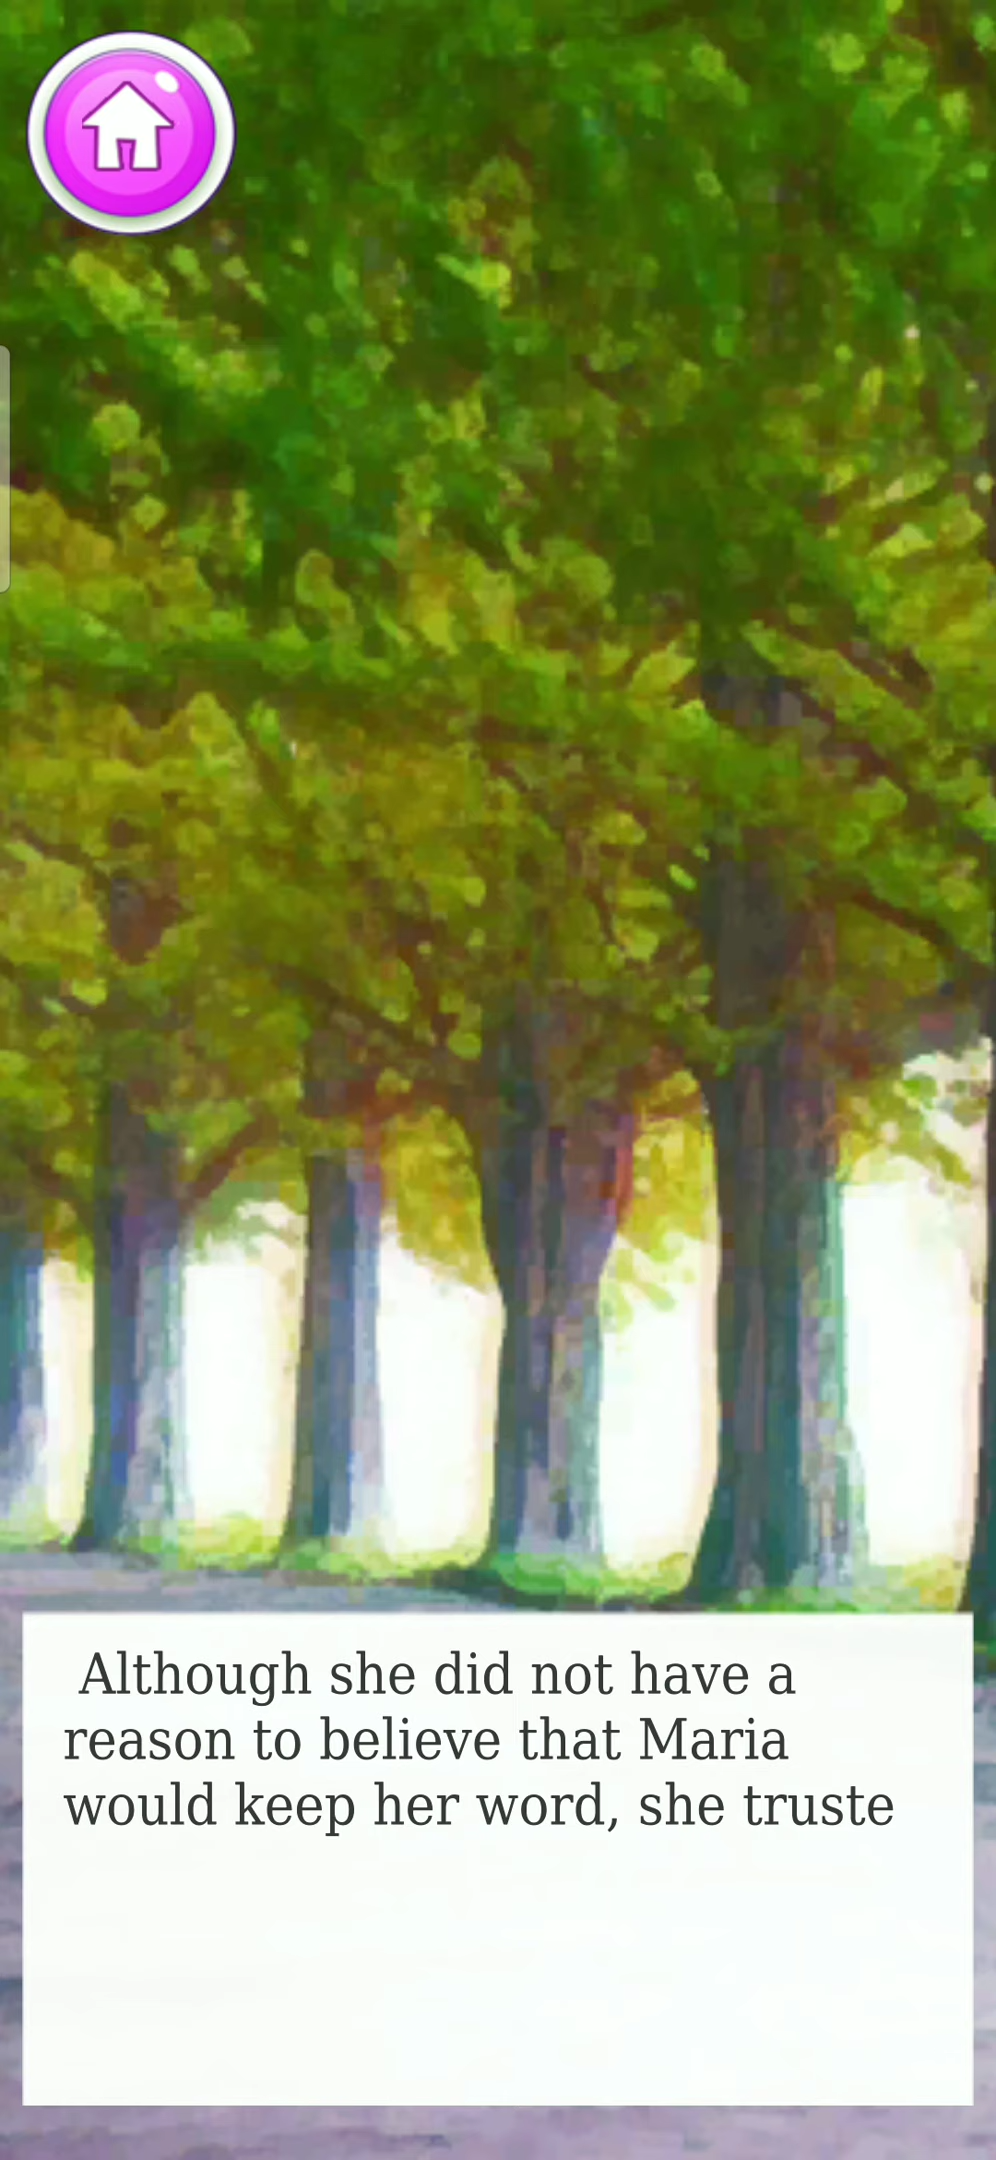 Although she did not have a
reason to believe that Maria
would keep her word, she truste